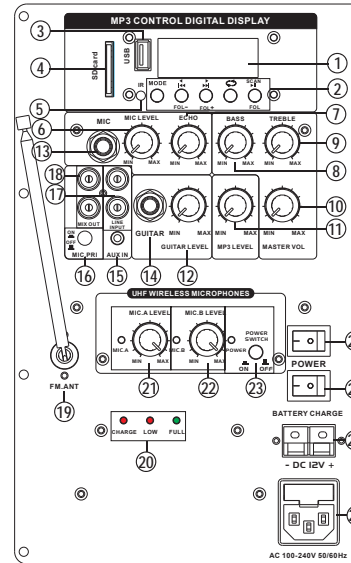 MP3 CONTROL DIGITAL DISPLAY
3
USB
1
4
SD card
IR
MODE
SCAN
2
5
FOL-
FOL+
FOL
6
MIC
MIC LEVEL
ECHO
BASS
TREBLE
7
13
9
MIN MAX
MIN MAX
MIN MAX
MIN MAX
8
18
17
10
MIX OUT
LINE INPUT
GUITAR
MIN MAX
MIN MAX
MIN MAX
11
ON
OFF
MIC PRI
AUX IN
GUITAR LEVEL
MP3 LEVEL
MASTER VOL
16
15
14
12
UHF WIRELESS MICROPHONES
MIC.A LEVEL
MIC.B LEVEL
POWER SWITCH
MIC.A
MIC.B
POWER
MIN MAX
MIN MAX
ON OFF
POWER
21
22
23
FM.ANT
19
CHARGE LOW FULL
20
BATTERY CHARGE
- DC 12V +
AC 100-240V 50/60Hz